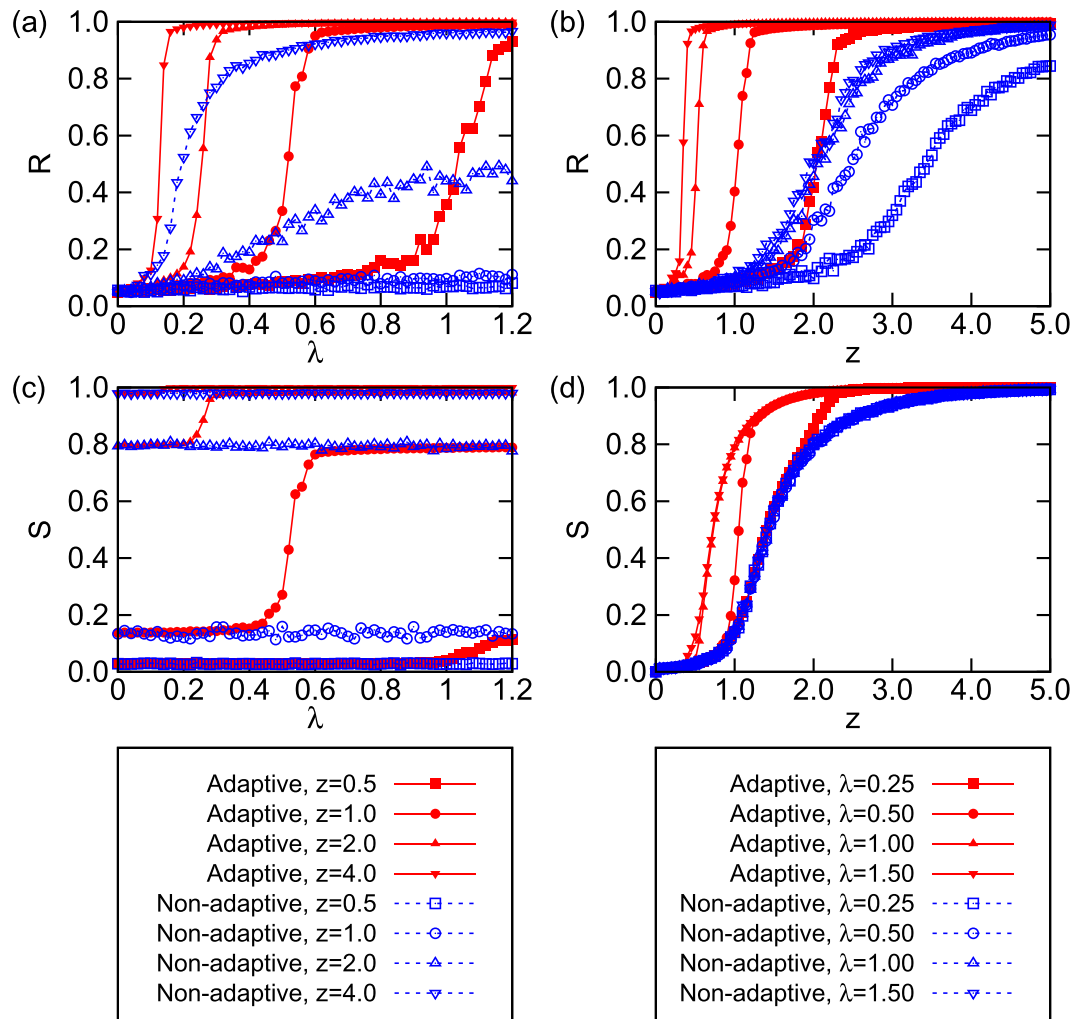 (a)
1.0
0.8
0.6
0.4
0.2
0.0
R
0 0.2 0.4 0.6 0.8 1 1.2
λ
(b)
1.0
0.8
0.6
0.4
0.2
0.0
R
0 1.0 2.0 3.0 4.0 5.0
z
(c)
1.0
0.8
0.6
0.4
0.2
0.0
S
0 0.2 0.4 0.6 0.8 1 1.2
λ
(d)
1.0
0.8
0.6
0.4
0.2
0.0
S
0 1.0 2.0 3.0 4.0 5.0
z
Adaptive, z=0.5
Adaptive, z=1.0
Adaptive, z=2.0
Adaptive, z=4.0
Non-adaptive, z=0.5
Non-adaptive, z=1.0
Non-adaptive, z=2.0
Non-adaptive, z=4.0
Adaptive, λ=0.25
Adaptive, λ=0.50
Adaptive, λ=1.00
Adaptive, λ=1.50
Non-adaptive, λ=0.25
Non-adaptive, λ=0.50
Non-adaptive, λ=1.00
Non-adaptive, λ=1.50